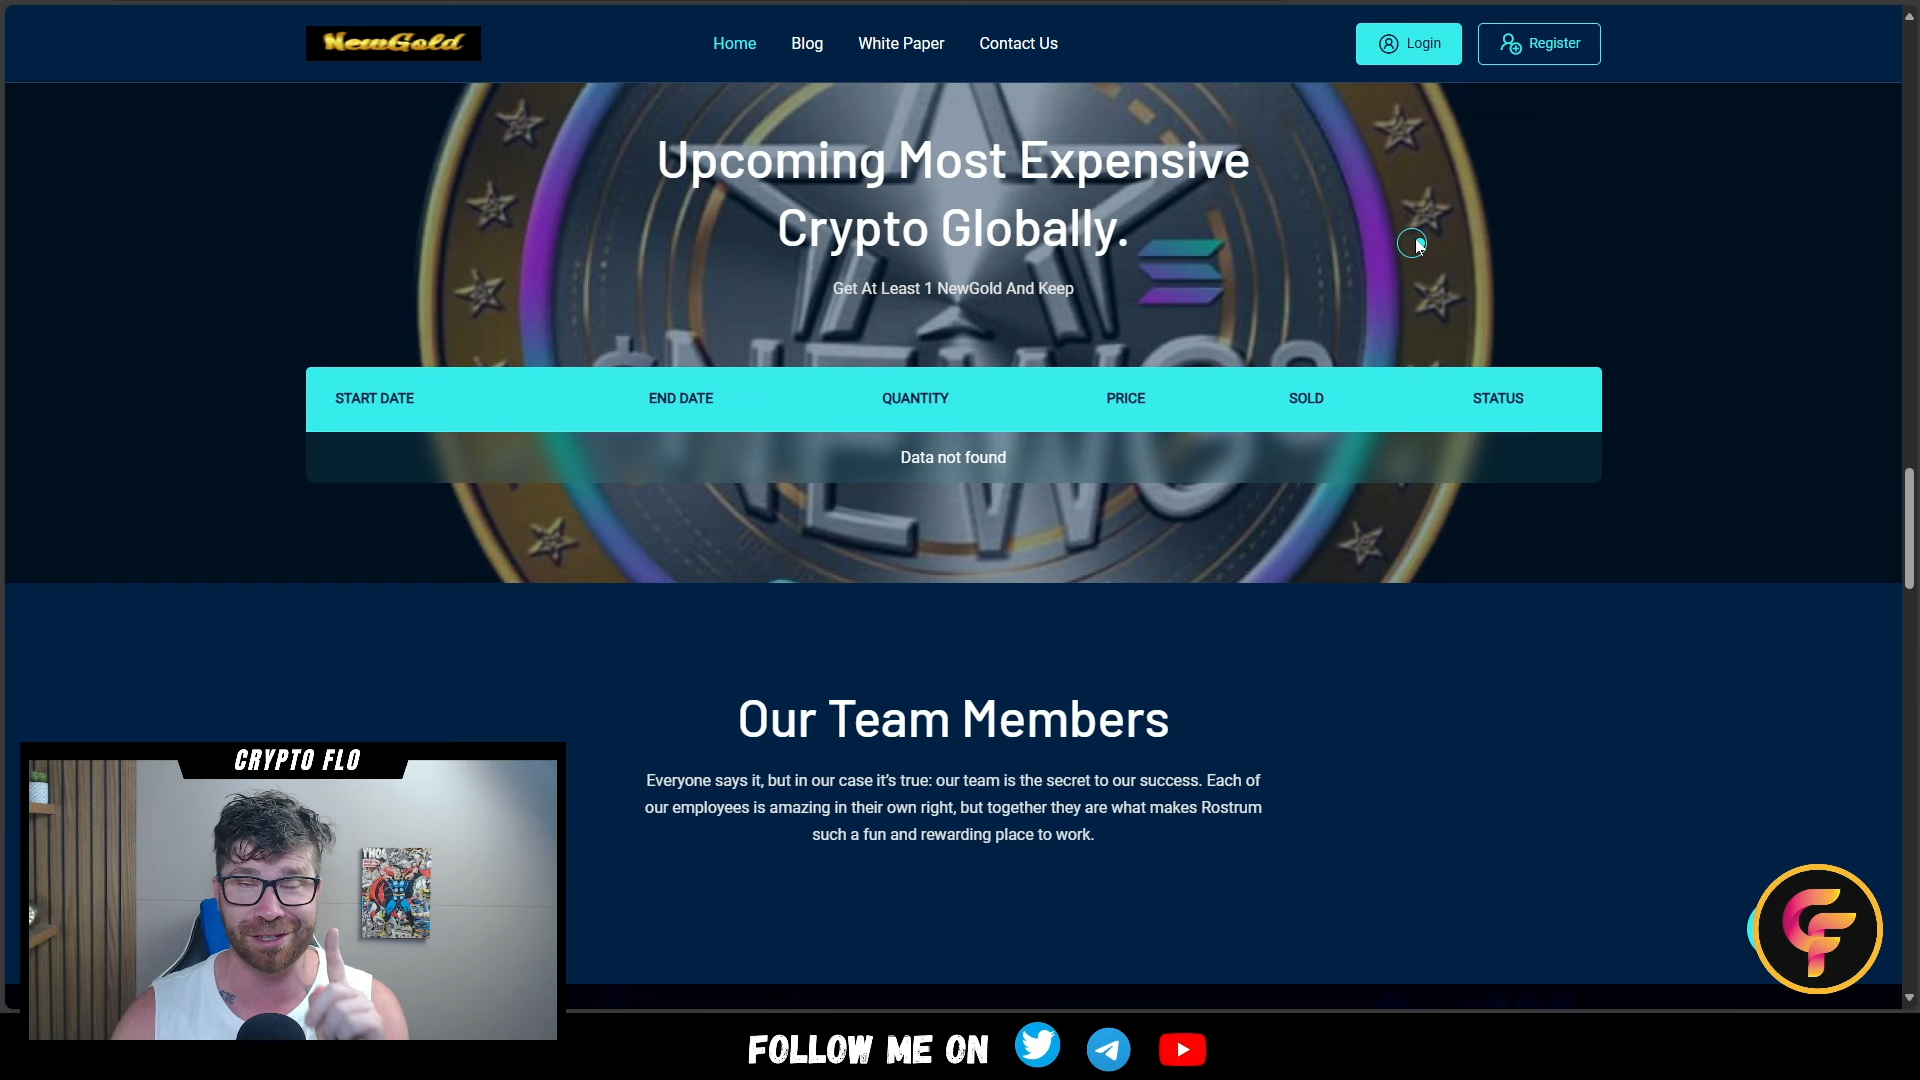 NewGold
Home Blog White Paper Contact Us
Login Register
Upcoming Most Expensive
Crypto Globally.
Get At Least 1 NewGold And Keep
$NEWG
START DATE END DATE QUANTITY PRICE SOLD STATUS
Data not found
NEWG
Our Team Members
Everyone says it, but in our case it's true: our team is the secret to our success. Each of
our employees is amazing in their own right, but together they are what makes Rostrum
such a fun and rewarding place to work.
CRYPTO FLO
THOR
FOLLOW ME ON